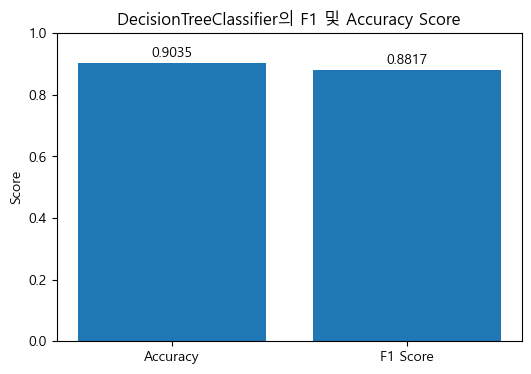 DecisionTreeClassifier의 F1 및 Accuracy Score
1.0
0.9035
0.8817
0.8
0.6
Score
0.4
0.2
0.0
Accuracy
F1 Score